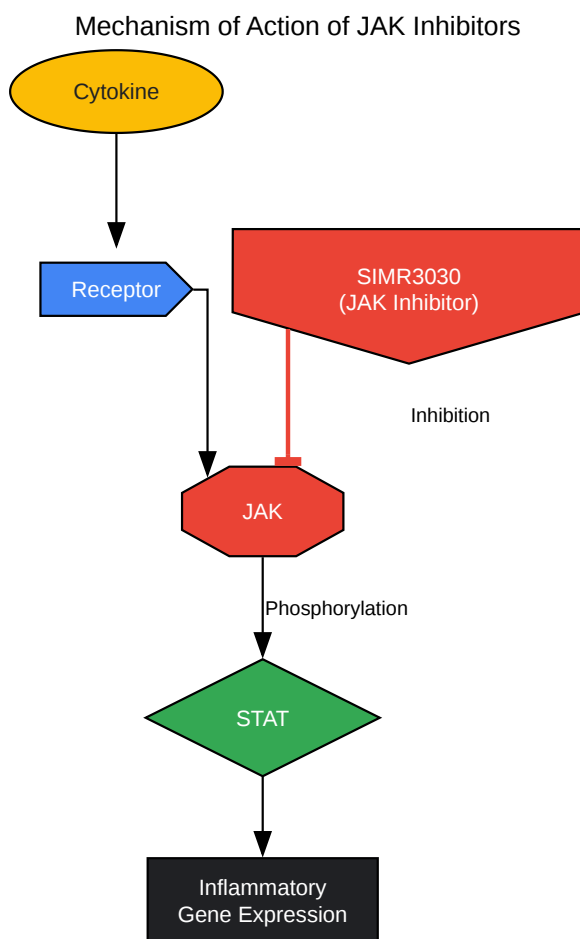 Mechanism of Action of JAK Inhibitors
Cytokine
Receptor
SIMR3030
(JAK Inhibitor)
Inhibition
JAK
Phosphorylation
STAT
Inflammatory
Gene Expression